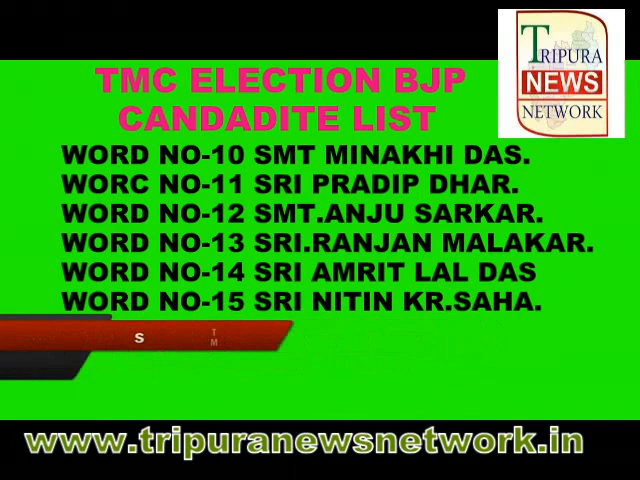 TRIPURA
NEWS
NETWORK
TMC ELECTION BJP
CANDADITE LIST
WORD NO-10 SMT MINAKHI DAS.
WORC NO-11 SRI PRADIP DHAR.
WORD NO-12 SMT.ANJU SARKAR.
WORD NO-13 SRI.RANJAN MALAKAR.
WORD NO-14 SRI AMRIT LAL DAS
WORD NO-15 SRI NITIN KR.SAHA.
S
T
M
www.tripuranewsnetwork.in